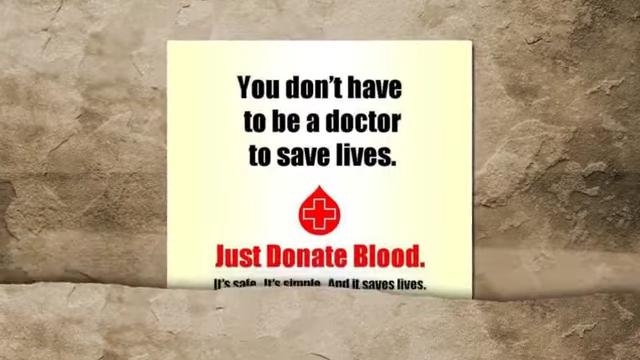 You don't have
to be a doctor
to save lives.
Just Donate Blood.
It's safe. It's simple. And it saves lives.